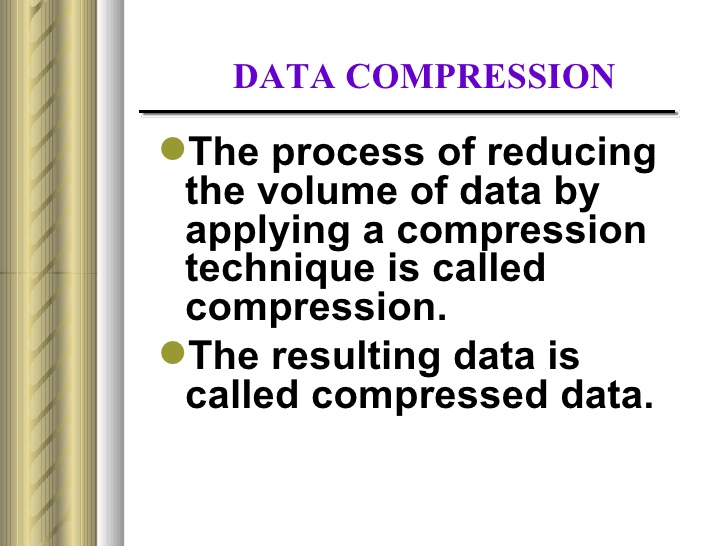 DATA COMPRESSION
The process of reducing
the volume of data by
applying a compression
technique is called
compression.
The resulting data is
called compressed data.